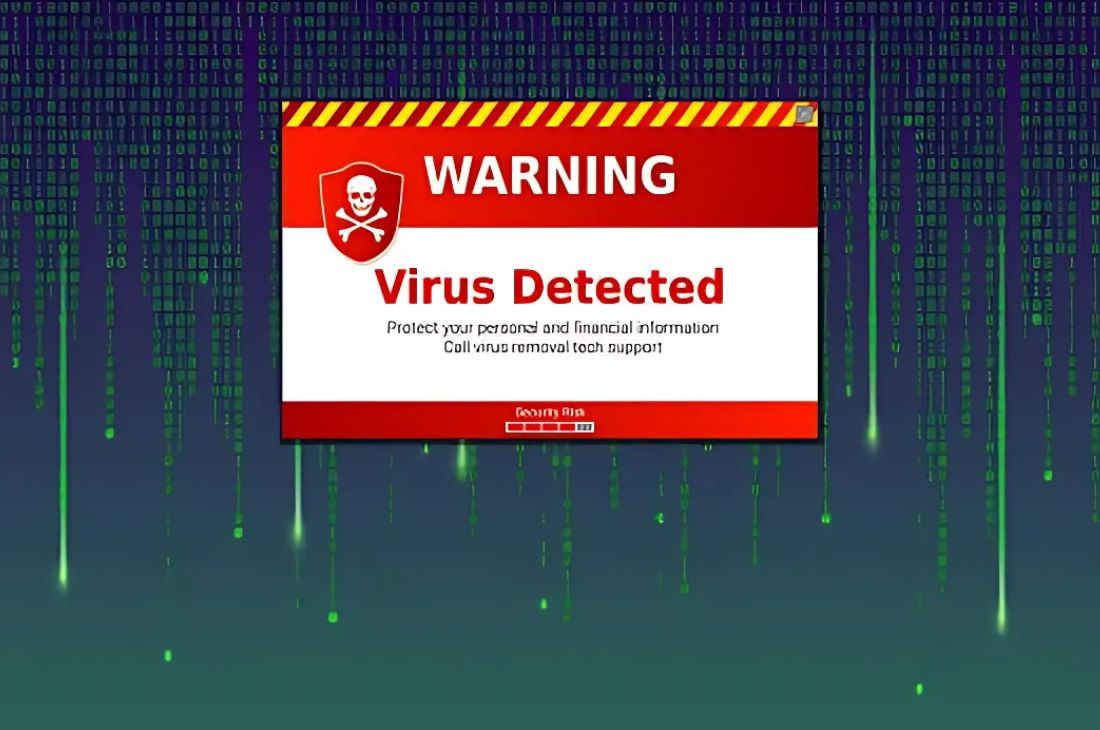 WARNING
Virus Detected
Protect your personal and financial information
Call virus removal tech support
Security Risk